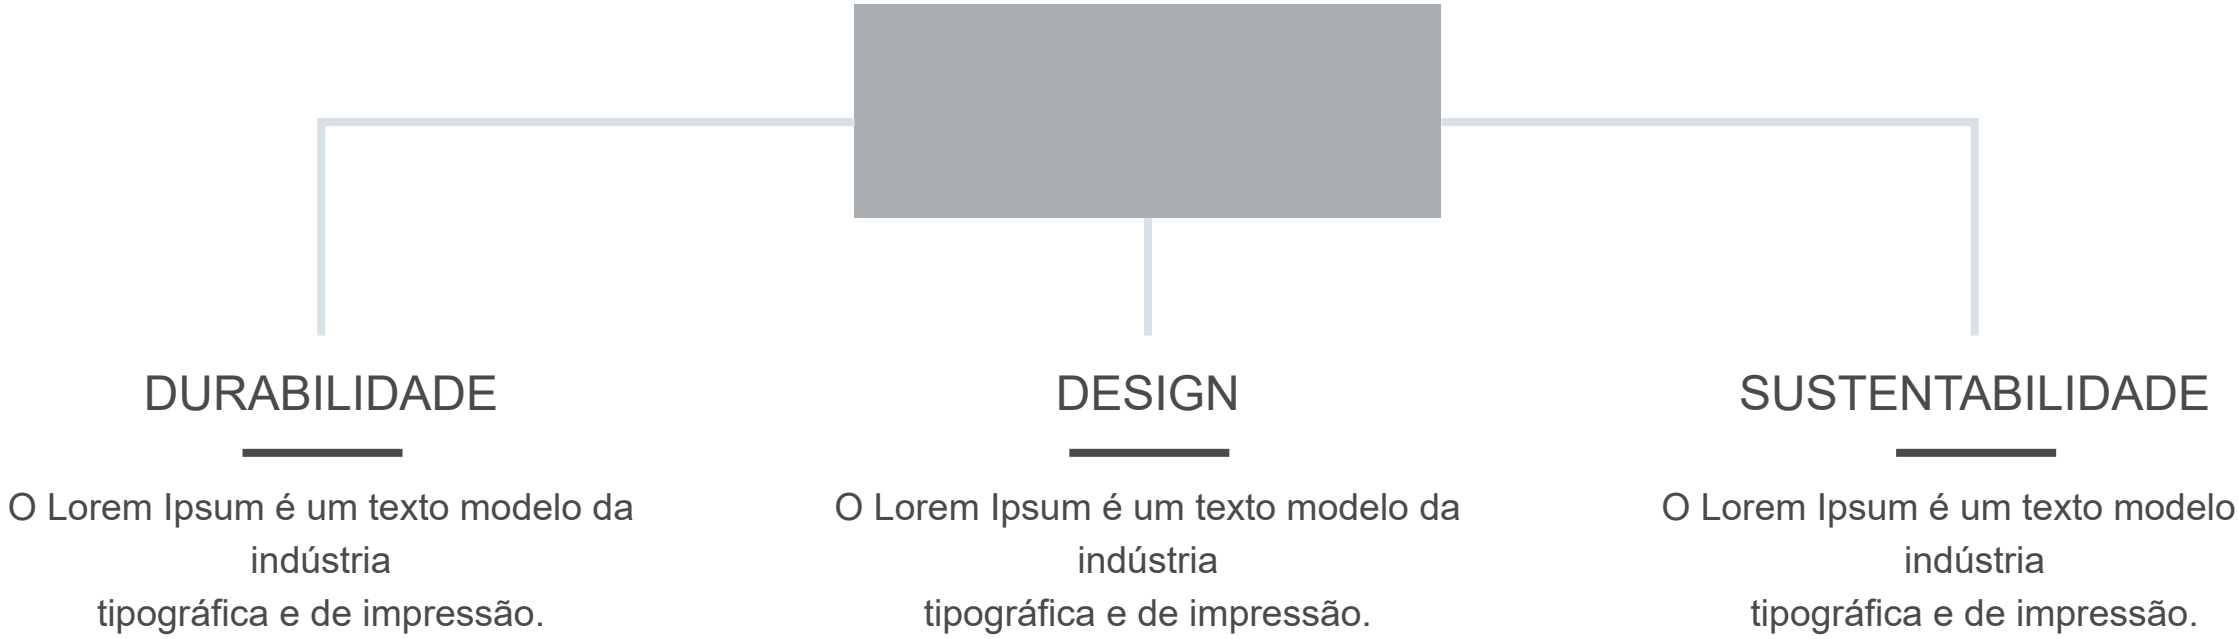 DURABILIDADE
O Lorem Ipsum é um texto modelo da
indústria
tipográfica e de impressão.
DESIGN
O Lorem Ipsum é um texto modelo da
indústria
tipográfica e de impressão.
SUSTENTABILIDADE
O Lorem Ipsum é um texto modelo
indústria
tipográfica e de impressão.